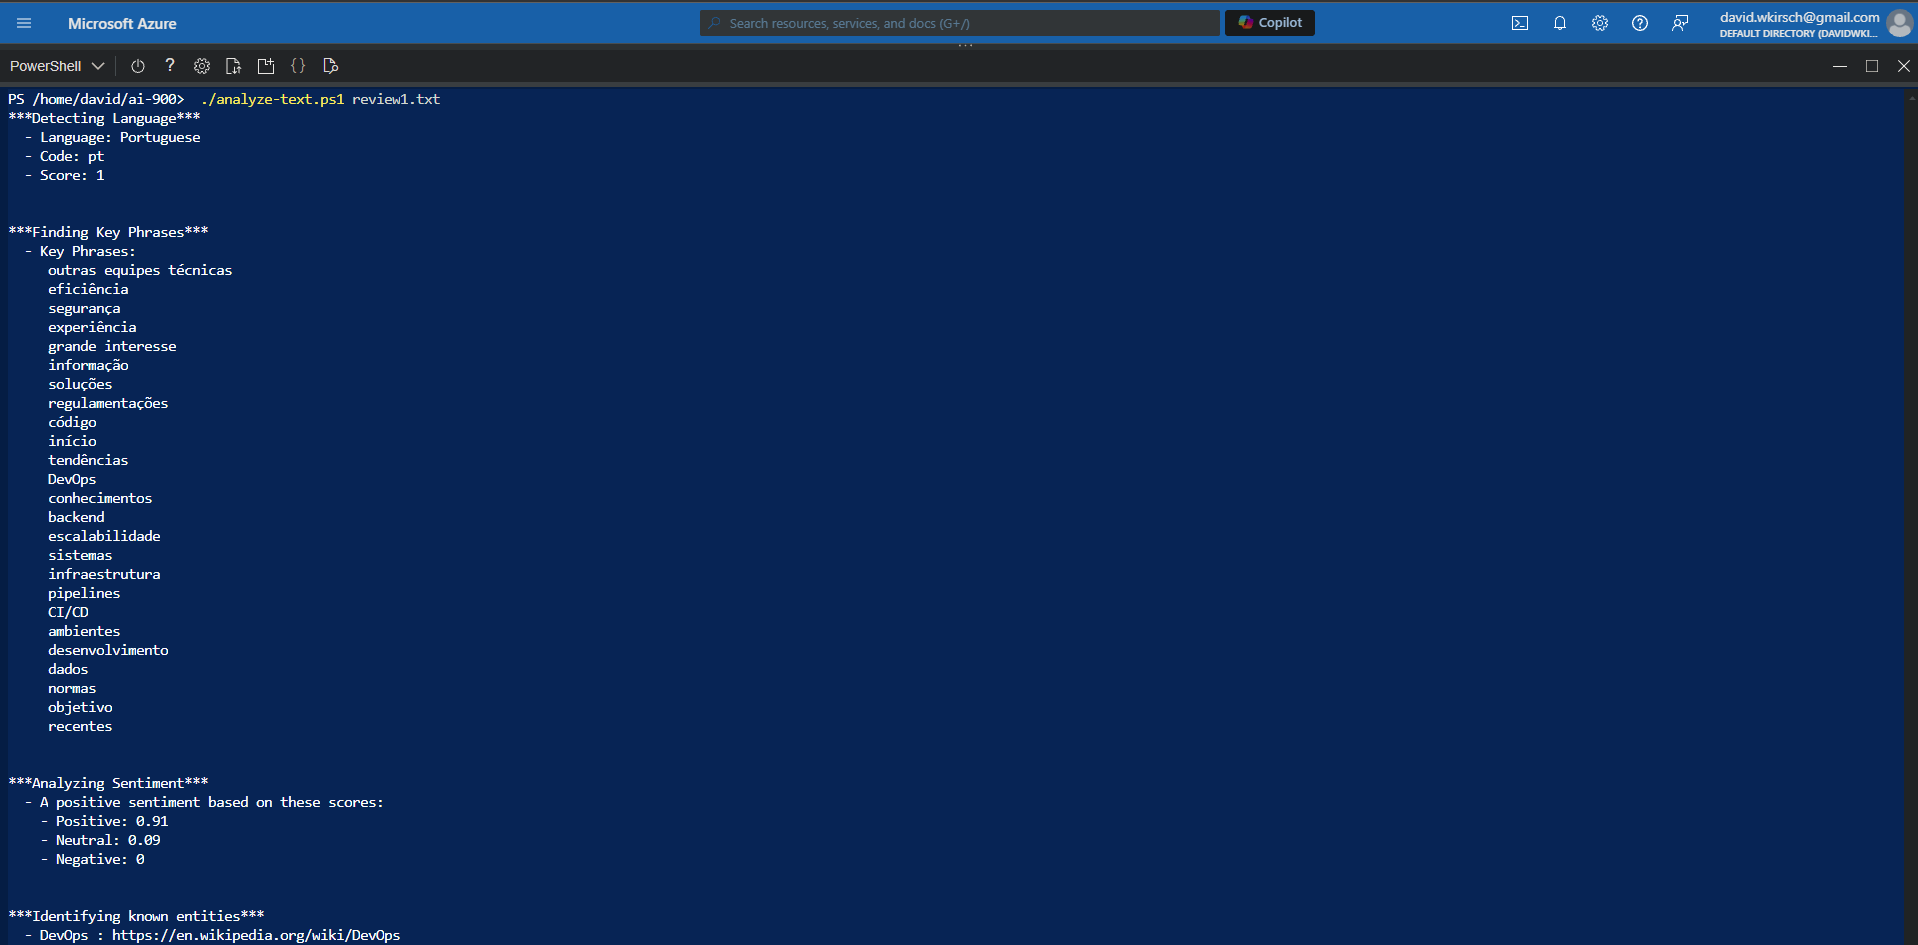 Microsoft Azure
Search resources, services, and docs (G+/)
Copilot
david.wkirsch@gmail.com
DEFAULT DIRECTORY (DAVIDWKI...
PowerShell
PS /home/david/ai-900> ./analyze-text.ps1 review1.txt
***Detecting Language***
- Language: Portuguese
- Code: pt
- Score: 1
***Finding Key Phrases***
- Key Phrases:
outras equipes técnicas
eficiência
segurança
experiência
grande interesse
informação
soluções
regulamentações
código
início
tendências
DevOps
conhecimentos
backend
escalabilidade
sistemas
infraestrutura
pipelines
CI/CD
ambientes
desenvolvimento
dados
normas
objetivo
recentes
***Analyzing Sentiment***
- A positive sentiment based on these scores:
- Positive: 0.91
- Neutral: 0.09
- Negative: 0
***Identifying known entities***
- DevOps : https://en.wikipedia.org/wiki/DevOps